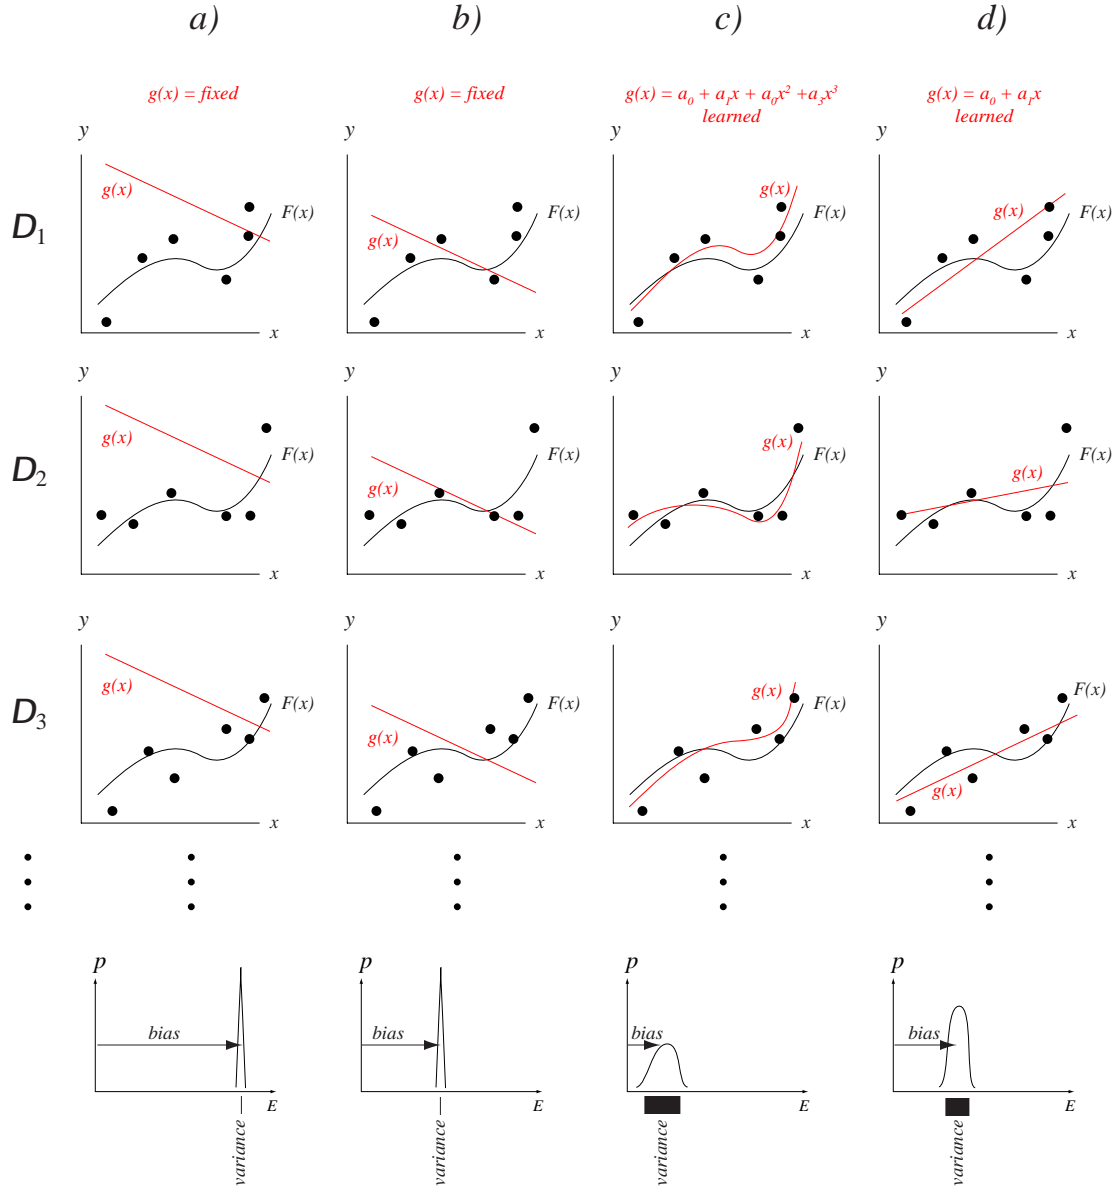 a) b) c) d)
g(x) = fixed g(x) = fixed g(x) = a₀ + a₁x + a₀x² +a₃x³ g(x) = a₀ + a₁x
learned learned
y y y y
g(x) F(x) g(x) F(x) g(x) F(x) g(x) F(x)
D₁
x x x x
y y y y
g(x) F(x) g(x) F(x) g(x) F(x) g(x) F(x)
D₂
x x x x
y y y y
g(x) F(x) g(x) F(x) g(x) F(x) g(x) F(x)
D₃
x x x x
p p p p
bias bias bias bias
E E E E
variance variance variance variance